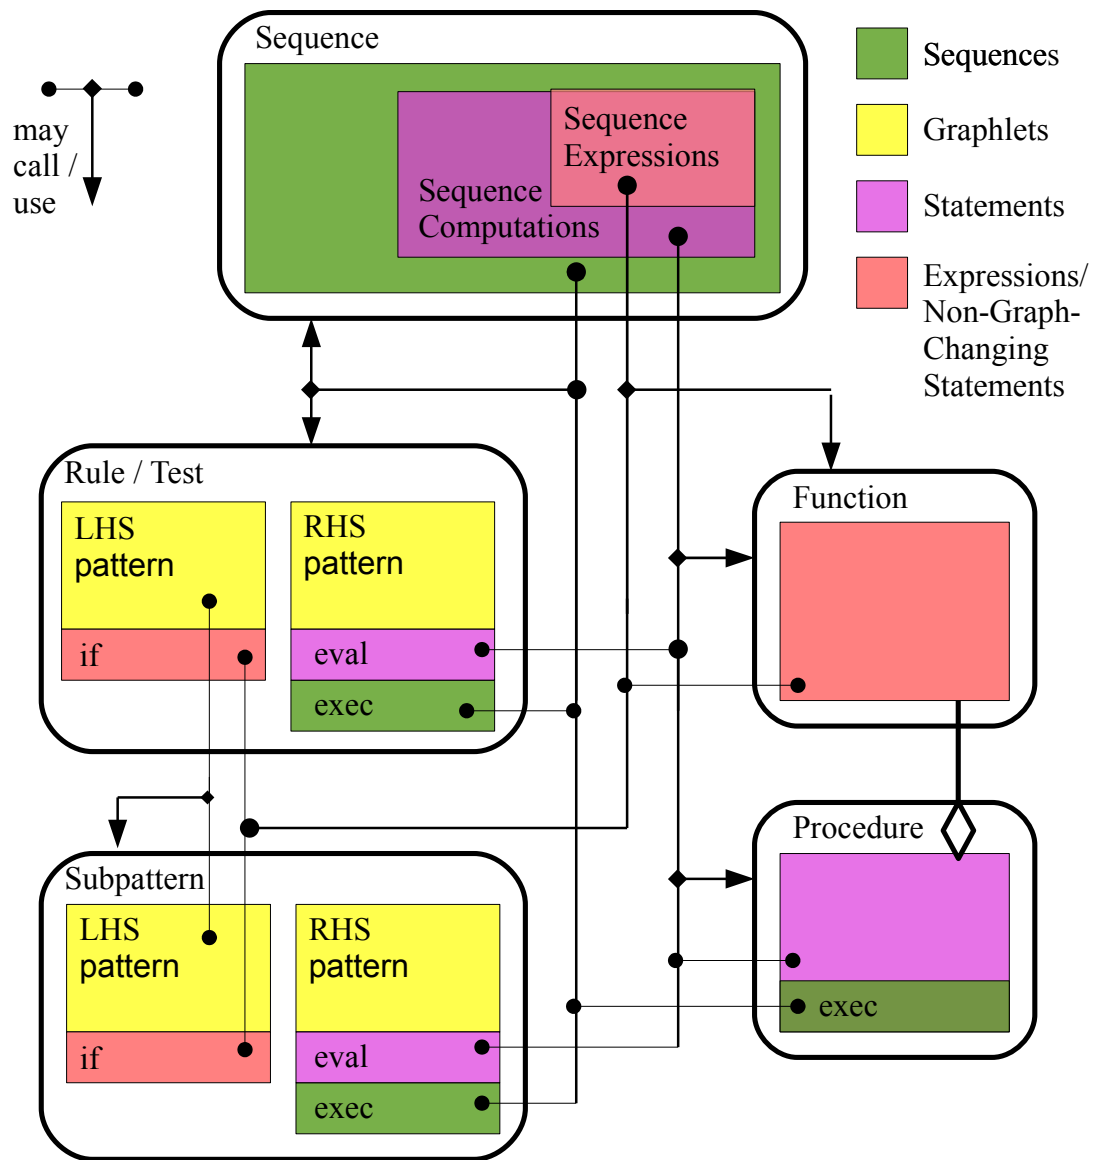 Sequence
Sequence
Expressions
Sequence
Computations
may
call /
use
Sequences
Graphlets
Statements
Expressions/
Non-Graph-
Changing
Statements
Rule / Test
LHS
pattern
if
RHS
pattern
eval
exec
Function
Procedure
exec
Subpattern
LHS
pattern
if
RHS
pattern
eval
exec